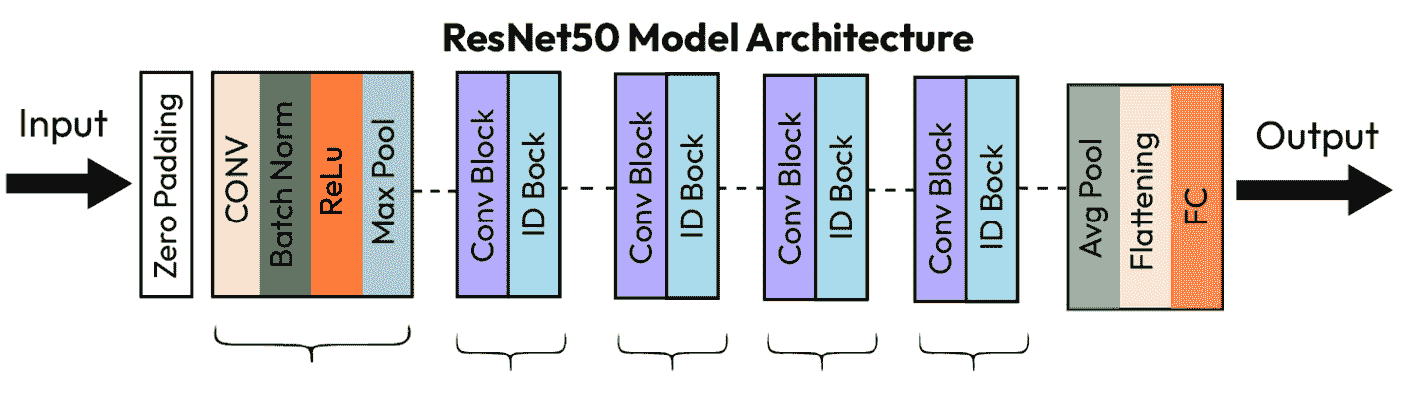 ResNet50 Model Architecture
Input
Zero Padding
CONV
Batch Norm
ReLu
Max Pool
Conv Block
ID Bock
Conv Block
ID Bock
Conv Block
ID Bock
Conv Block
ID Bock
Avg Pool
Flattening
FC
Output